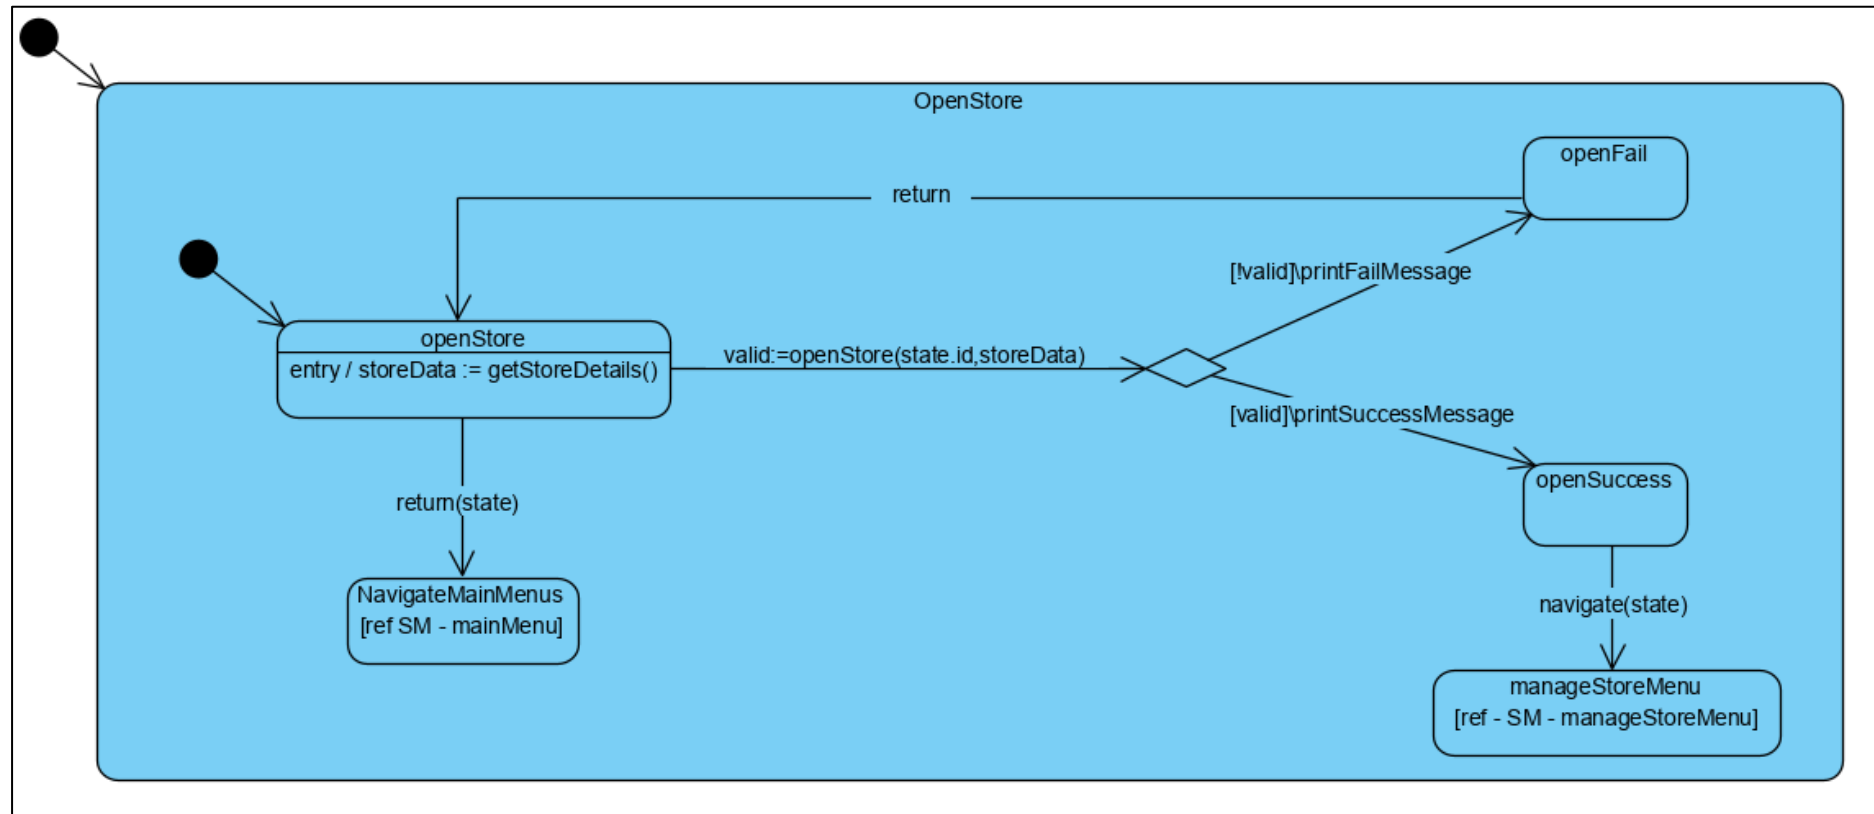 OpenStore
openFail
return
[!valid]\printFailMessage
openStore
entry / storeData := getStoreDetails()
valid:=openStore(state.id,storeData)
[valid]\printSuccessMessage
openSuccess
return(state)
NavigateMainMenus
[ref SM - mainMenu]
navigate(state)
manageStoreMenu
[ref - SM - manageStoreMenu]